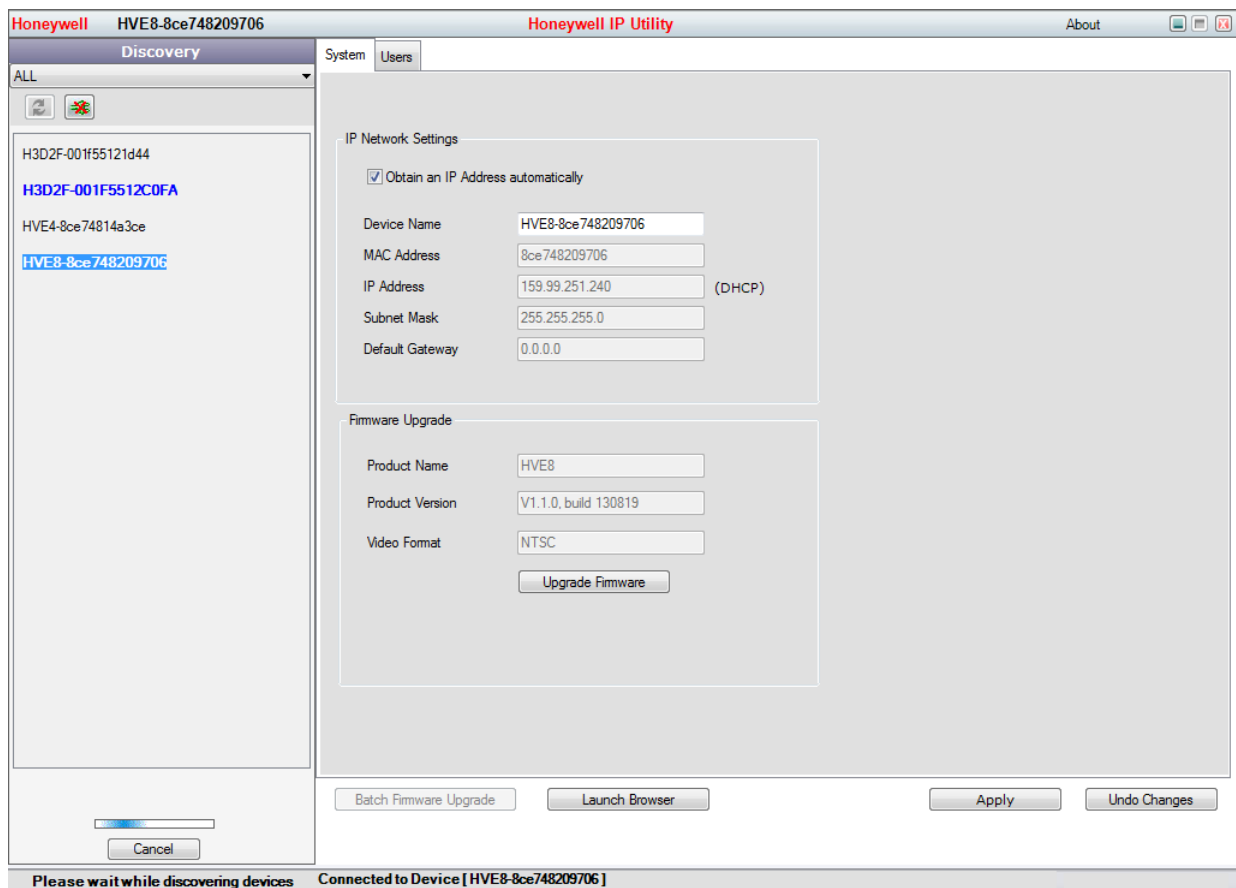 Honeywell HVE8-8ce748209706 Honeywell IP Utility About
Discovery
ALL
H3D2F-001f55121d44
H3D2F-001F5512C0FA
HVE4-8ce74814a3ce
HVE8-8ce748209706
Cancel
Please wait while discovering devices
System Users
IP Network Settings
Obtain an IP Address automatically
Device Name HVE8-8ce748209706
MAC Address 8ce748209706
IP Address 159.99.251.240 (DHCP)
Subnet Mask 255.255.255.0
Default Gateway 0.0.0.0
Firmware Upgrade
Product Name HVE8
Product Version V1.1.0, build 130819
Video Format NTSC
Upgrade Firmware
Batch Firmware Upgrade Launch Browser Apply Undo Changes
Connected to Device [ HVE8-8ce748209706 ]